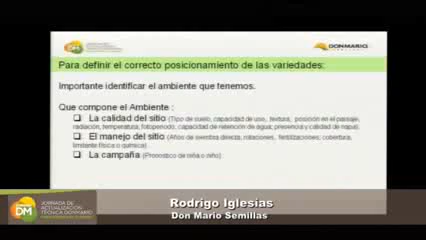 DM
DONMARIO
Para definir el correcto posicionamiento de las variedades:
Importante identificar el ambiente que tenemos.
Que compone el Ambiente :
❑ La calidad del sitio (Tipo de suelo, capacidad de uso, textura, posición en el paisaje,
radiación, temperatura, fotoperiodo, capacidad de retención de agua, presencia y calidad de napa).
❑ El manejo del sitio (Años de siembra directa, rotaciones, fertilizaciones, cobertura,
limitante física o química).
❑ La campaña (Pronostico de niña o niño)
Rodrigo Iglesias
Don Mario Semillas
DM
JORNADA DE
ACTUALIZACIÓN
TÉCNICA DONMARIO